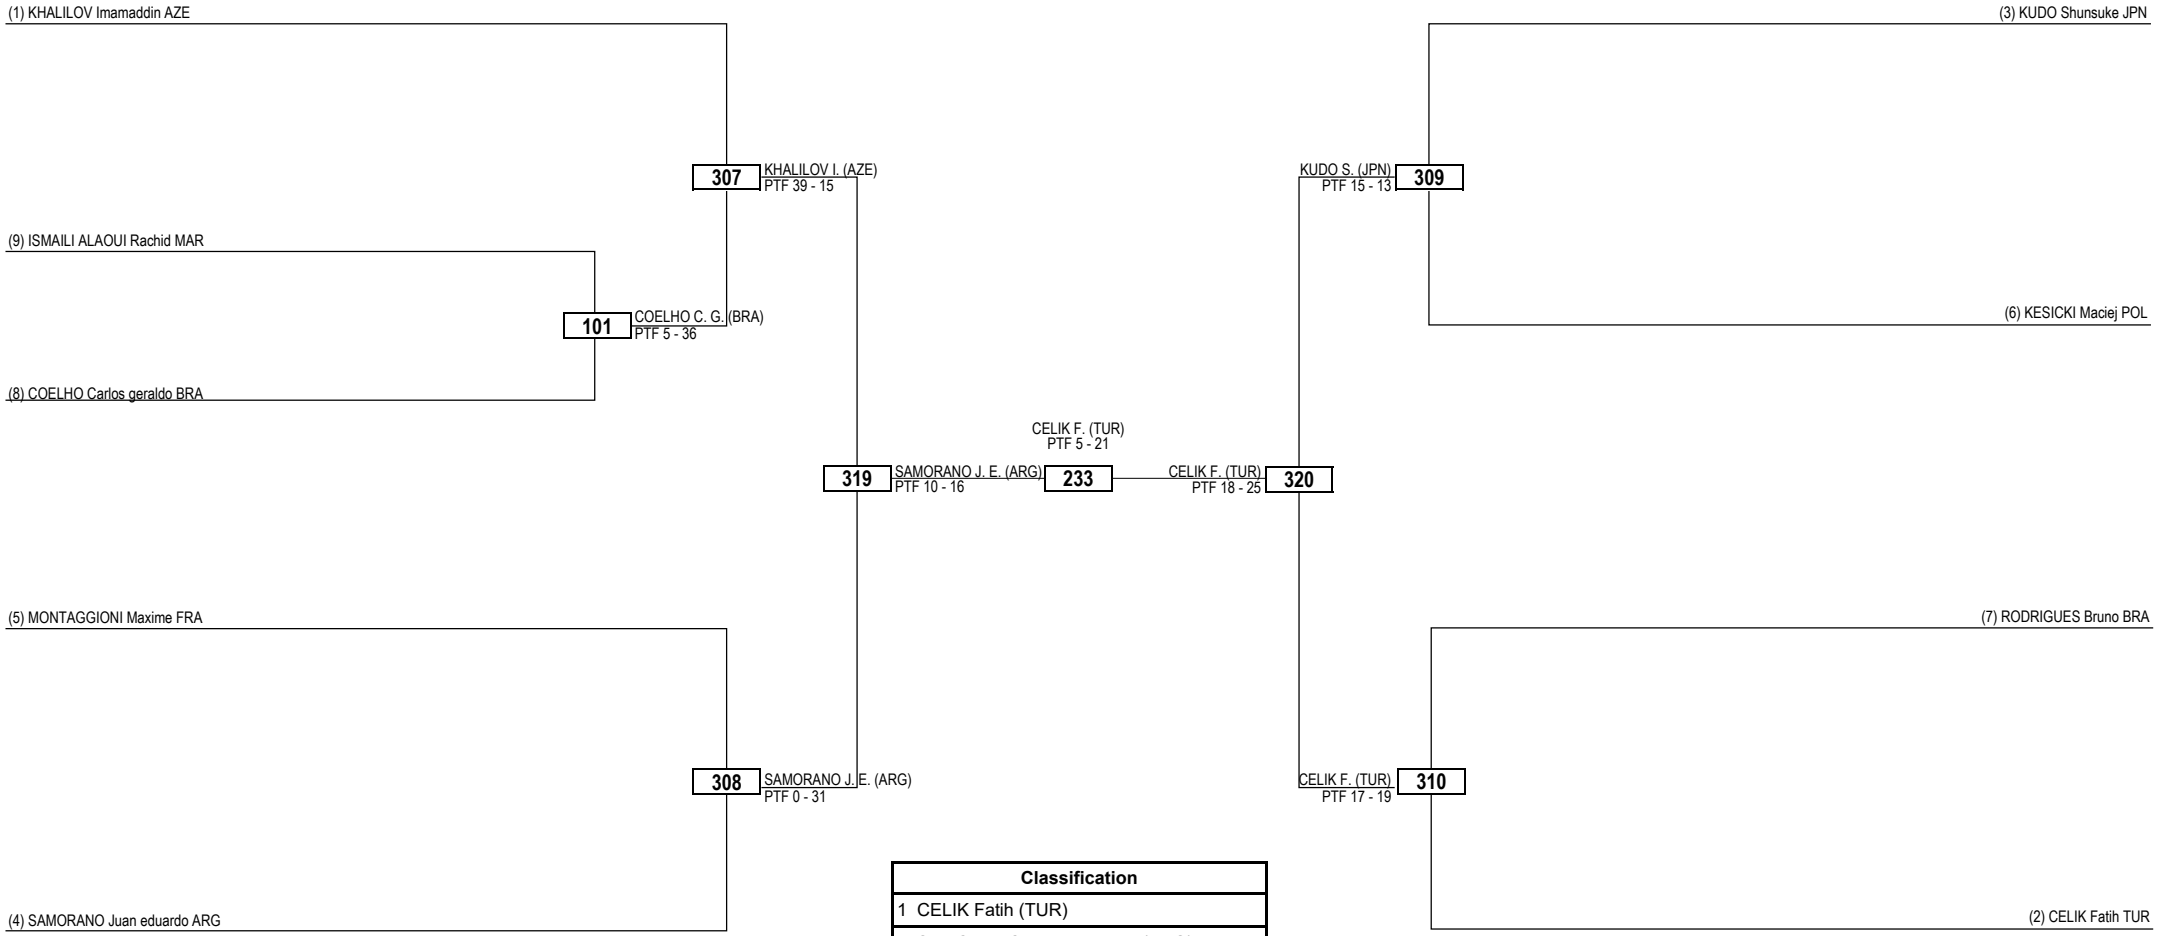 (1) KHALILOV Imamaddin AZE
(3) KUDO Shunsuke JPN
307
KHALILOV I. (AZE)
PTF 39 - 15
KUDO S. (JPN)
PTF 15 - 13
309
(9) ISMAILI ALAOUI Rachid MAR
101
COELHO C. G. (BRA)
PTF 5 - 36
(6) KESICKI Maciej POL
(8) COELHO Carlos geraldo BRA
CELIK F. (TUR)
PTF 5 - 21
319
SAMORANO J. E. (ARG)
PTF 10 - 16
233
CELIK F. (TUR)
PTF 18 - 25
320
(5) MONTAGGIONI Maxime FRA
(7) RODRIGUES Bruno BRA
308
SAMORANO J. E. (ARG)
PTF 0 - 31
CELIK F. (TUR)
PTF 17 - 19
310
Classification
1 CELIK Fatih (TUR)
(4) SAMORANO Juan eduardo ARG
(2) CELIK Fatih TUR